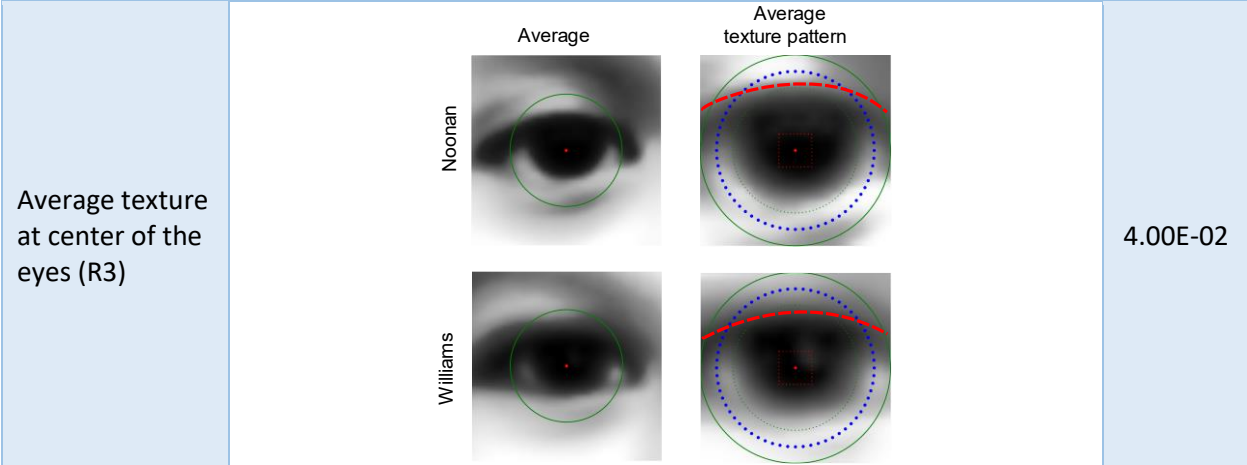 Average
Average
texture pattern
Noonan
Average texture
at center of the
eyes (R3)
4.00E-02
Williams